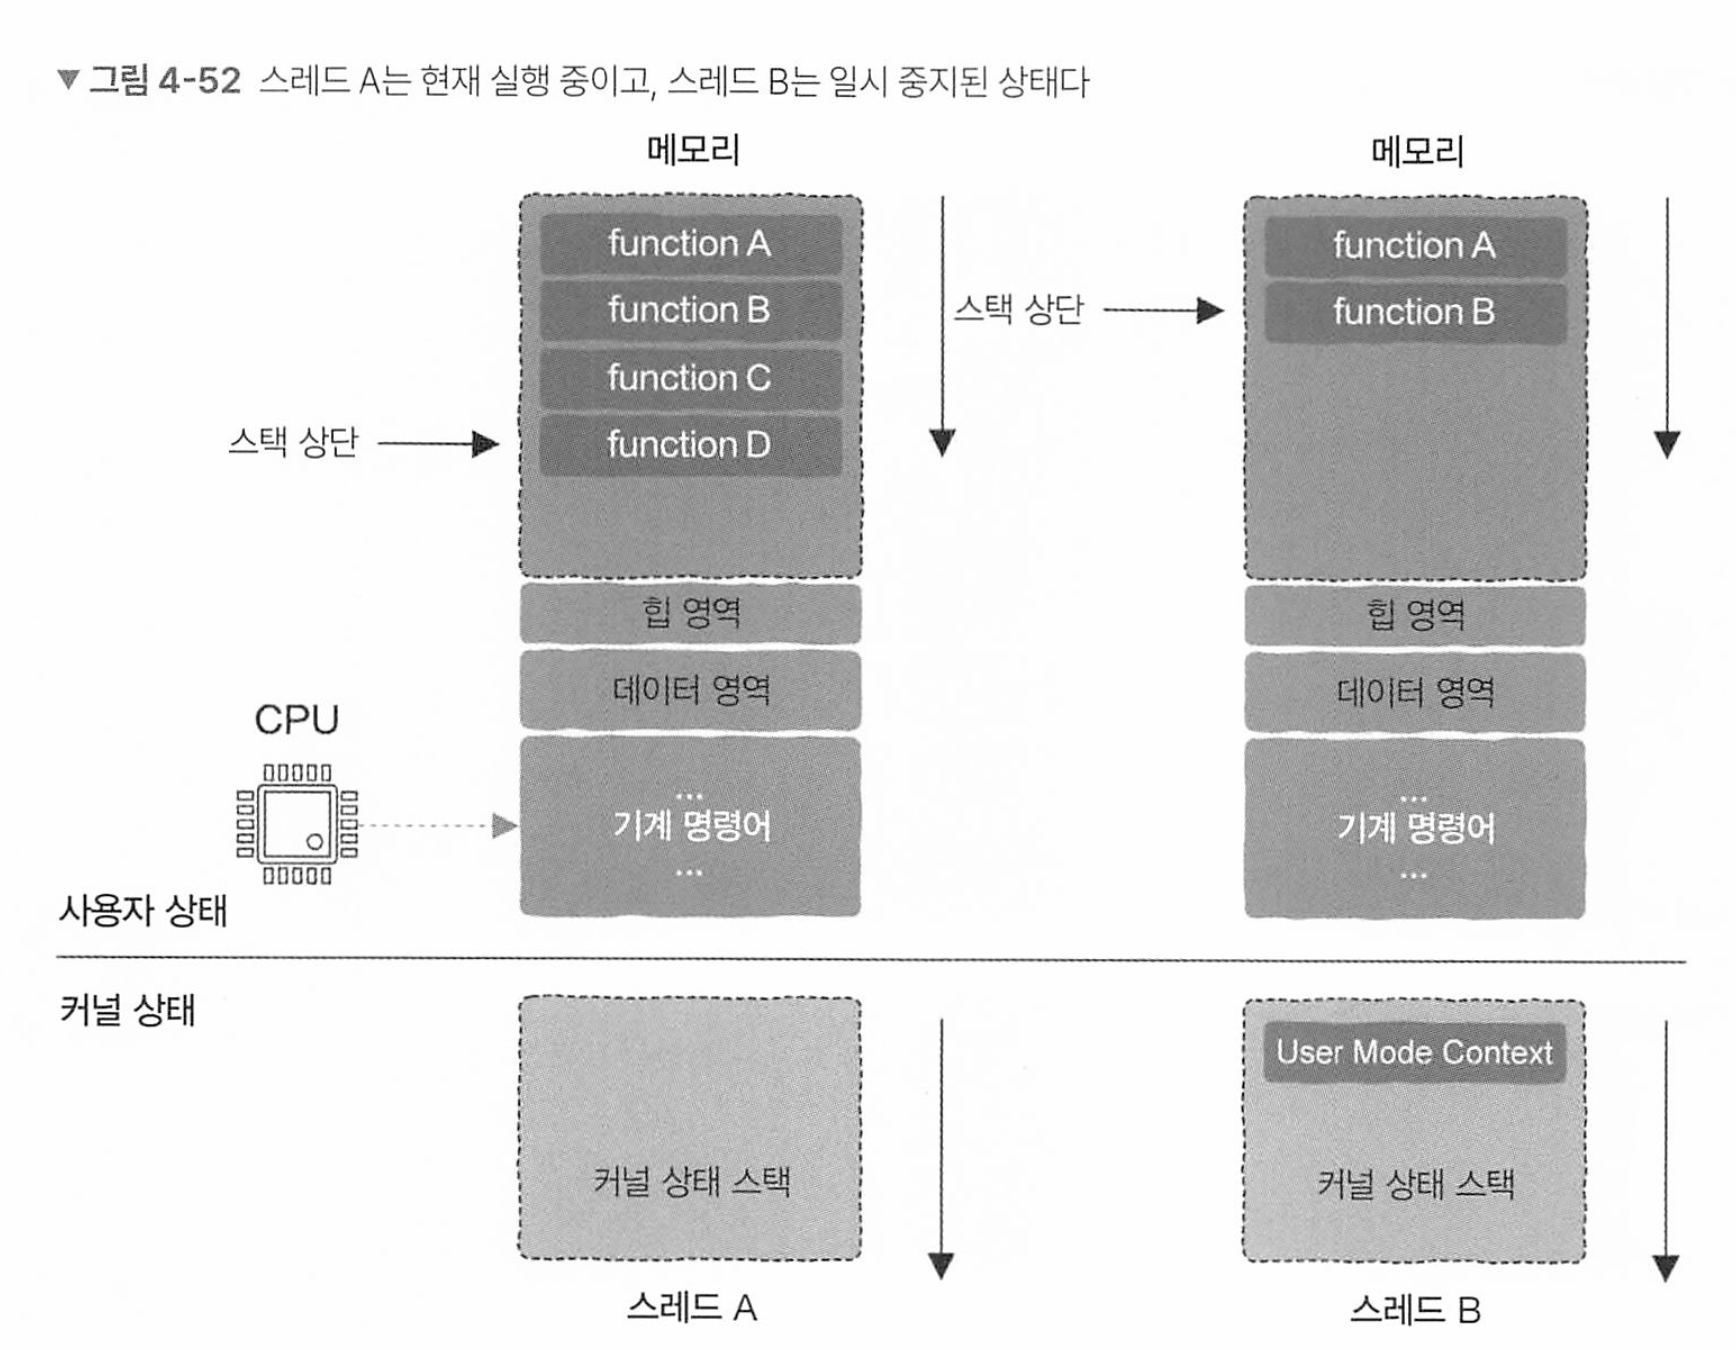 ▼ 그림 4-52 스레드 A는 현재 실행 중이고, 스레드 B는 일시 중지된 상태다
메모리
function A
function B
function C
스택 상단
function D
힙 영역
데이터 영역
CPU
...
기계 명령어
...
메모리
function A
스택 상단
function B
힙 영역
데이터 영역
...
기계 명령어
...
사용자 상태
커널 상태
커널 상태 스택
스레드 A
User Mode Context
커널 상태 스택
스레드 B